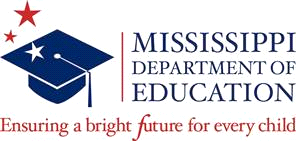 MISSISSIPPI
DEPARTMENT OF
EDUCATION
Ensuring a bright future for every child